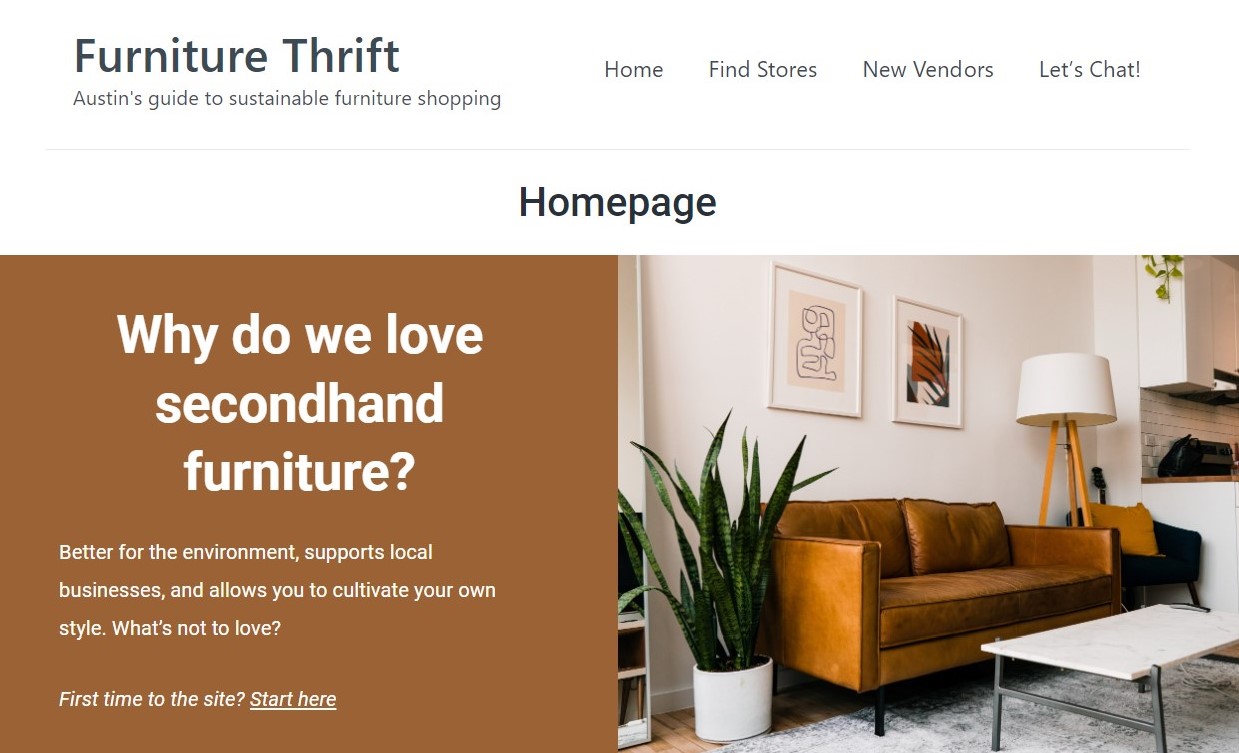 Furniture Thrift
Austin's guide to sustainable furniture shopping
Home Find Stores New Vendors Let’s Chat!
Homepage
Why do we love
secondhand
furniture?
Better for the environment, supports local
businesses, and allows you to cultivate your own
style. What’s not to love?
First time to the site? Start here